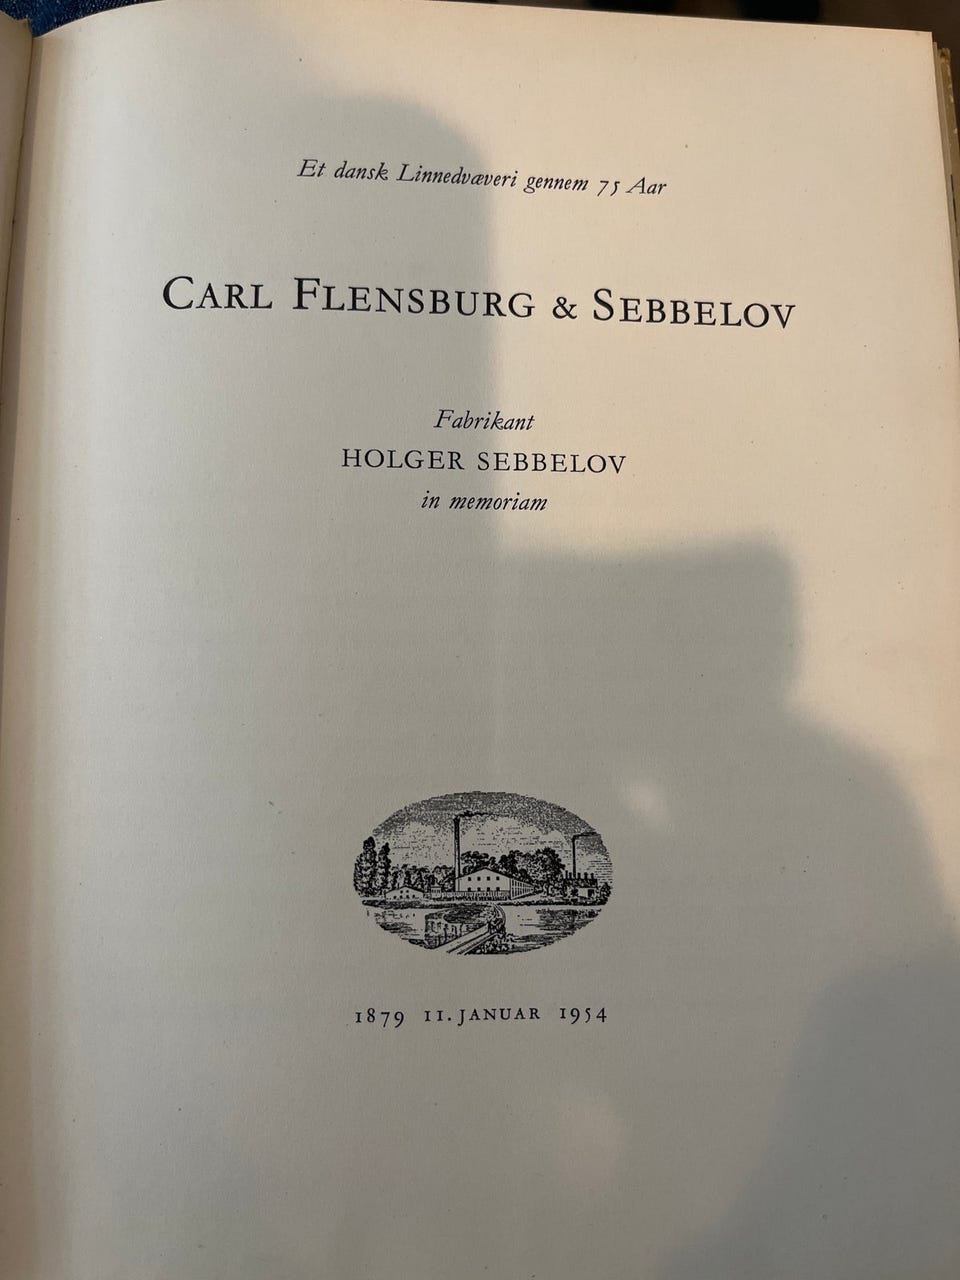 Et dansk Linnedvæveri gennem 75 Aar
CARL FLENSBURG & SEBBELOV
Fabrikant
HOLGER SEBBELOV
in memoriam
1879 11. JANUAR 1954